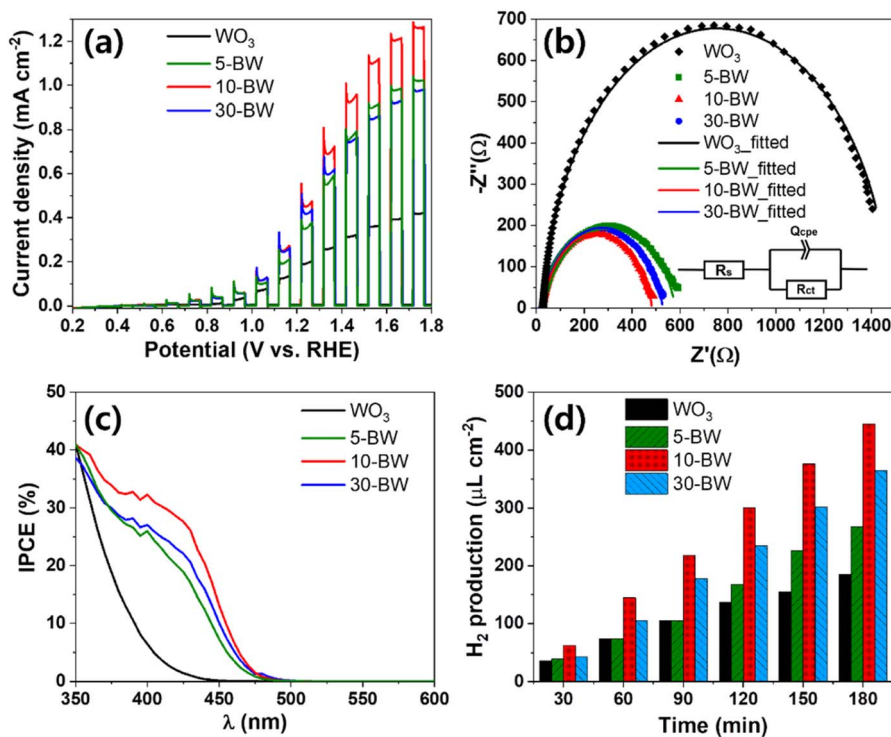 (a)
WO3
5-BW
10-BW
30-BW
1.2
1.0
0.8
0.6
0.4
0.2
0.0
Current density (mA cm-2)
0.2 0.4 0.6 0.8 1.0 1.2 1.4 1.6 1.8
Potential (V vs. RHE)
(b)
-700
600
500
400
300
200
100
0
-Z''(Ω)
WO3
5-BW
10-BW
30-BW
WO3_fitted
5-BW_fitted
10-BW_fitted
30-BW_fitted
Qcpe
Rs
Rct
0 200 400 600 800 1000 1200 1400
Z'(Ω)
(c)
WO3
5-BW
10-BW
30-BW
50
40
30
20
10
0
IPCE (%)
350 400 450 500 550 600
λ (nm)
(d)
WO3
5-BW
10-BW
30-BW
500
400
300
200
100
0
H2 production (μL cm-2)
30 60 90 120 150 180
Time (min)